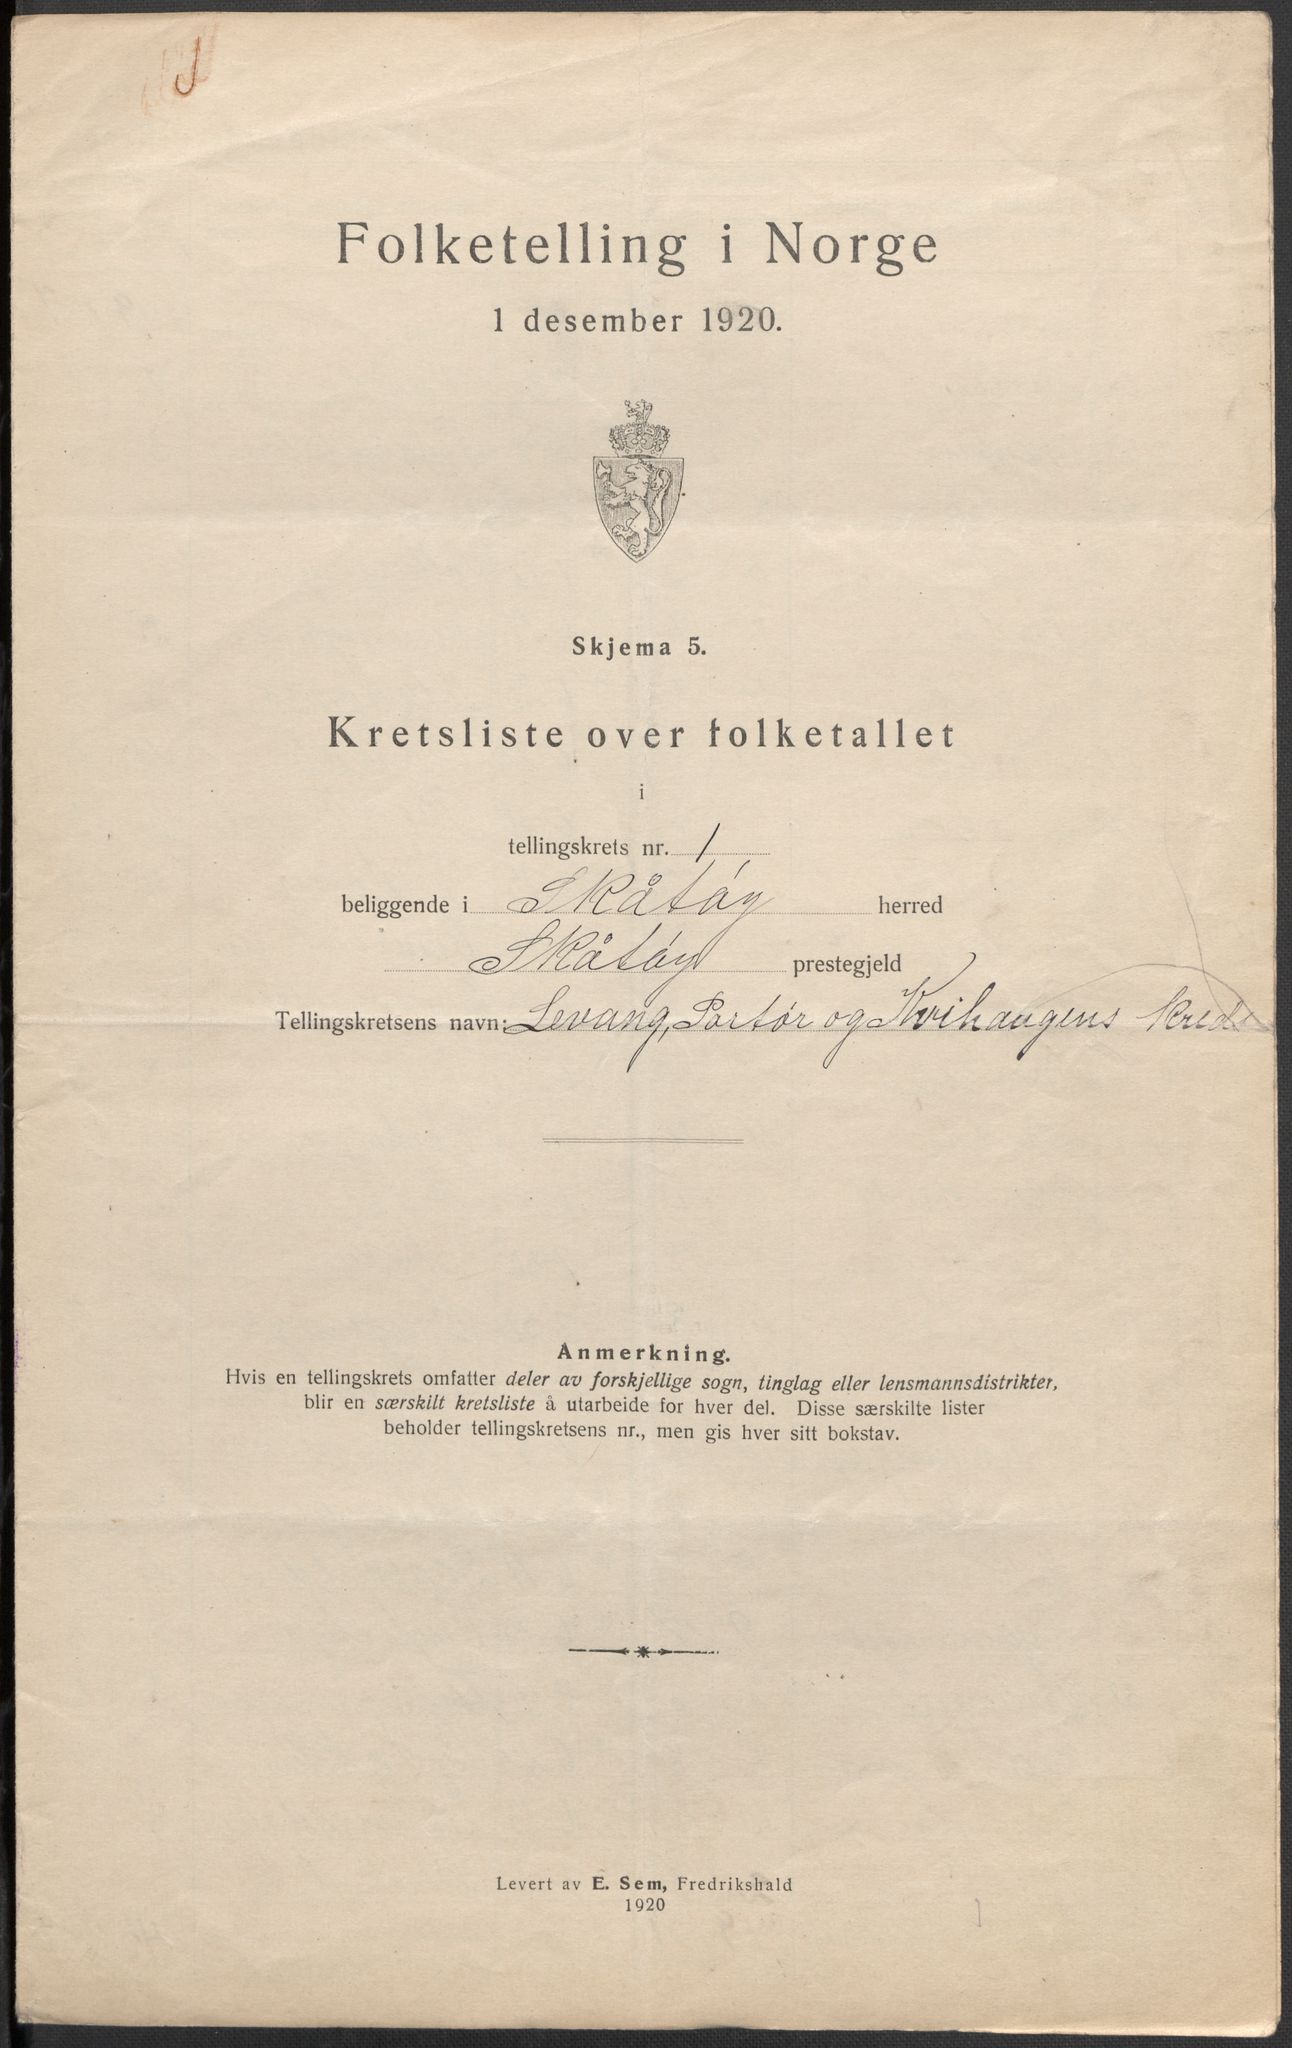 1
Folketelling i Norge
1 desember 1920.
Skjema 5.
Kretsliste over folketallet
i
tellingskrets nr. 1
beliggende i Skåtøy herred
Skåtøy prestegjeld
Tellingskretsens navn: Levang, Portør og Kvihaugens kreds
Anmerkning.
Hvis en tellingskrets omfatter deler av forskjellige sogn, tinglag eller lensmannsdistrikter,
blir en særskilt kretsliste å utarbeide for hver del. Disse særskilte lister
beholder tellingskretsens nr., men gis hver sitt bokstav.
Levert av E. Sem, Fredrikshald
1920